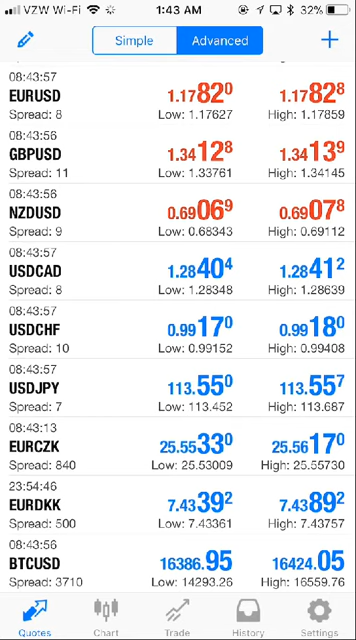 VZW Wi-Fi 1:43 AM 32%
Simple Advanced
08:43:57
EURUSD 1.17820 1.17828
Spread: 8 Low: 1.17627 High: 1.17859
08:43:56
GBPUSD 1.34128 1.34139
Spread: 11 Low: 1.33761 High: 1.34145
08:43:56
NZDUSD 0.69069 0.69078
Spread: 9 Low: 0.68343 High: 0.69112
08:43:57
USDCAD 1.28404 1.28412
Spread: 8 Low: 1.28348 High: 1.28639
08:43:57
USDCHF 0.99170 0.99180
Spread: 10 Low: 0.99152 High: 0.99408
08:43:57
USDJPY 113.550 113.557
Spread: 7 Low: 113.452 High: 113.687
08:43:13
EURCZK 25.55330 25.56170
Spread: 840 Low: 25.53009 High: 25.55730
23:54:46
EURDKK 7.43392 7.43892
Spread: 500 Low: 7.43361 High: 7.43757
08:43:56
BTCUSD 16386.95 16424.05
Spread: 3710 Low: 14293.26 High: 16559.76
Quotes Chart Trade History Settings